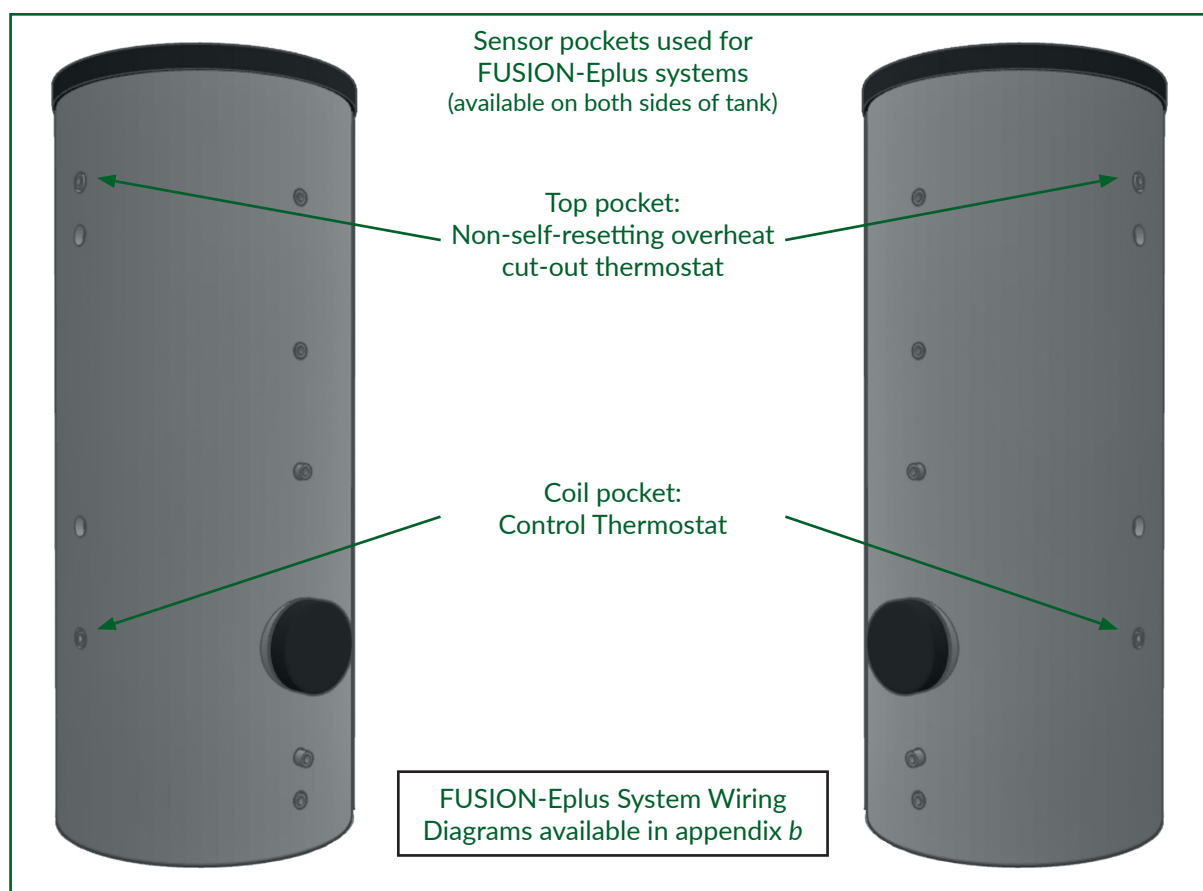 Sensor pockets used for
FUSION-Eplus systems
(available on both sides of tank)
Top pocket:
Non-self-resetting overheat
cut-out thermostat
Coil pocket:
Control Thermostat
FUSION-Eplus System Wiring
Diagrams available in appendix b